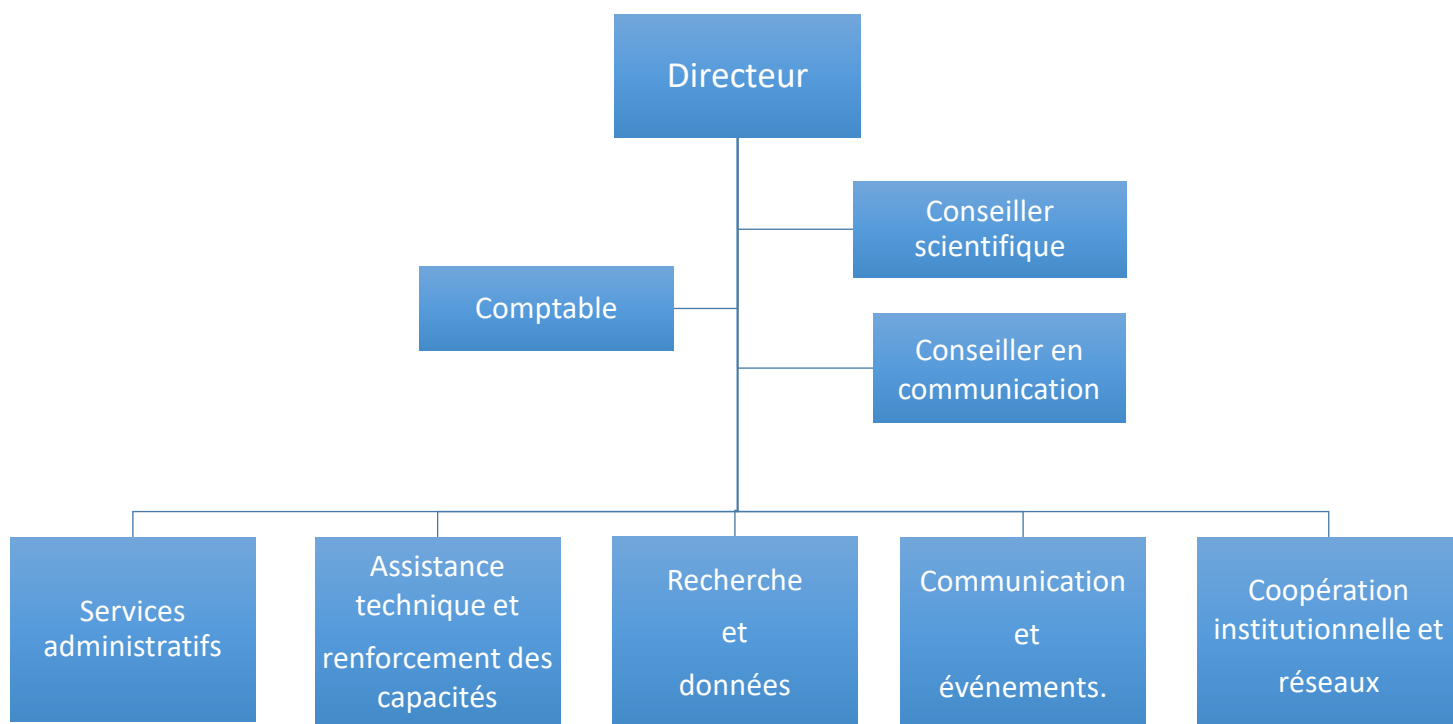 Directeur
Conseiller
scientifique
Comptable
Conseiller en
communication
Services
administratifs
Assistance
technique et
renforcement des
capacités
Recherche
et
données
Communication
et
événements.
Coopération
institutionnelle et
réseaux